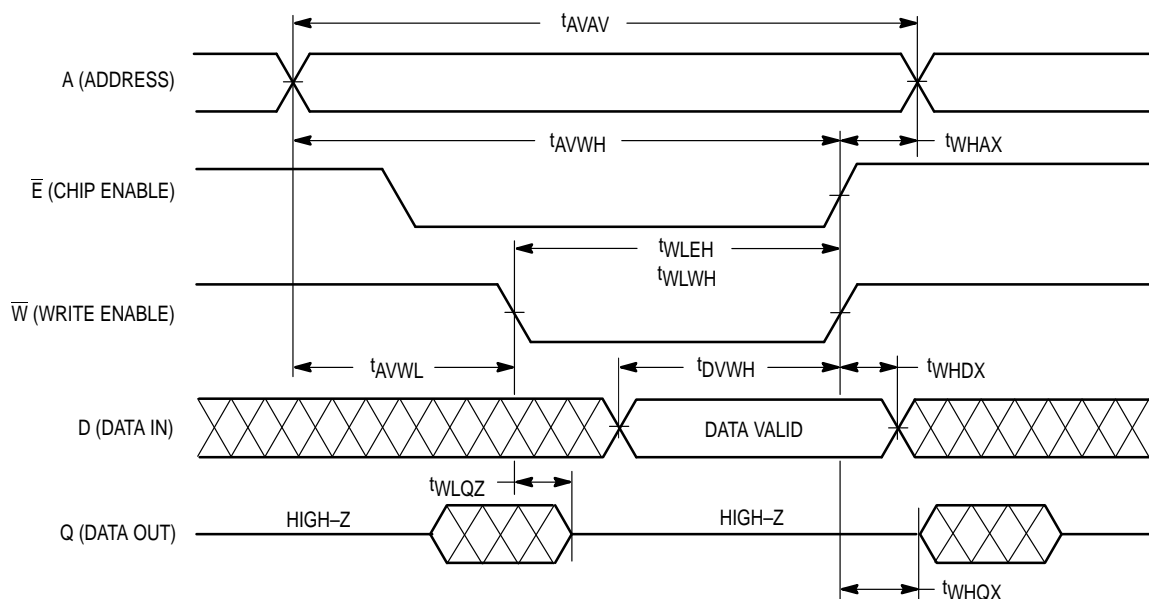 tAVAV
A (ADDRESS)
tAVWH
tWHAX
E (CHIP ENABLE)
tWLEH
tWLWH
W (WRITE ENABLE)
tAVWL
tDVWH
tWHDX
D (DATA IN)
DATA VALID
tWLQZ
Q (DATA OUT)
HIGH–Z
HIGH–Z
tWHQX